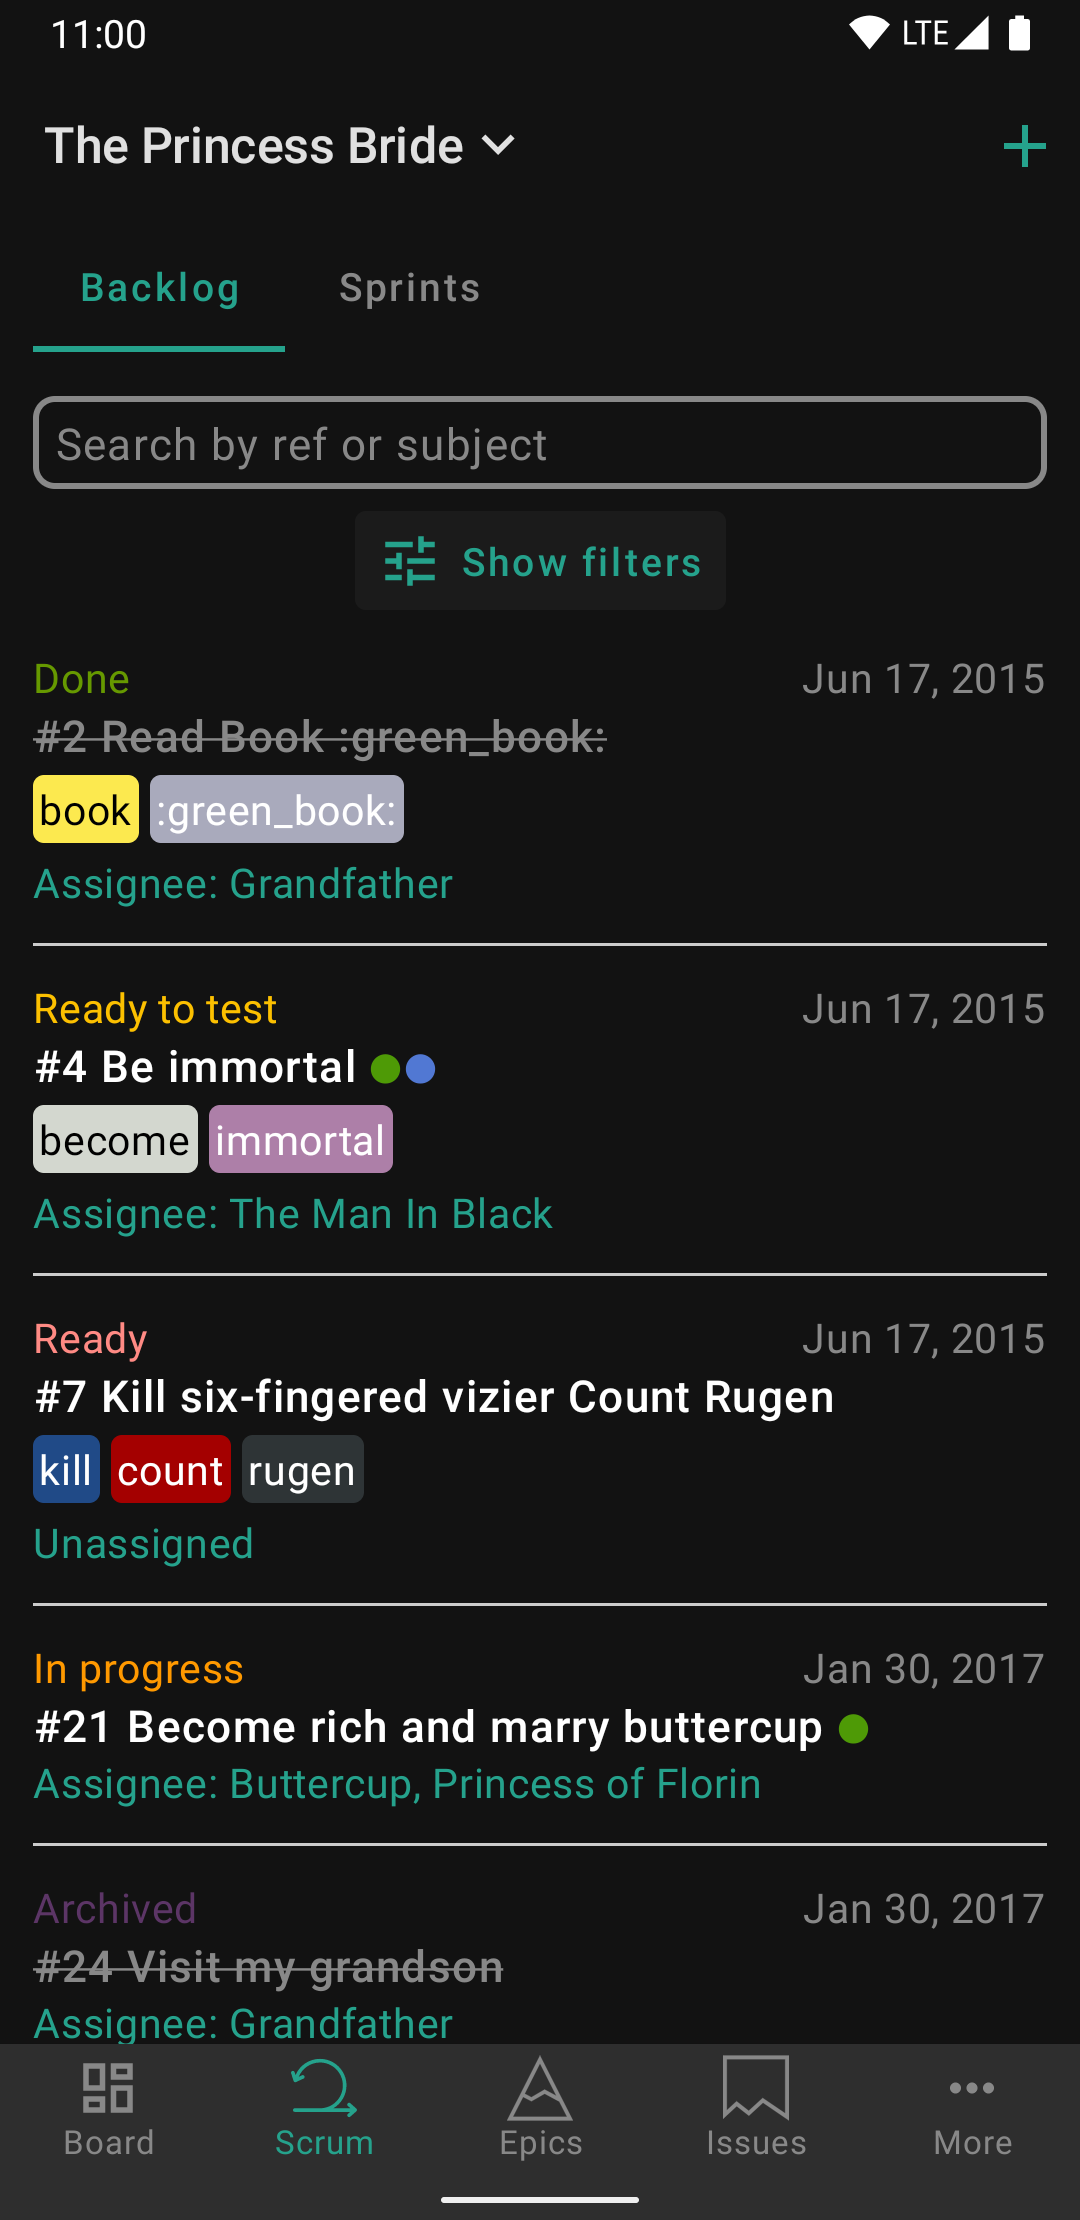 11:00
LTE
The Princess Bride
Backlog Sprints
Search by ref or subject
Show filters
Done Jun 17, 2015
#2 Read Book :green_book:
book :green_book:
Assignee: Grandfather
Ready to test Jun 17, 2015
#4 Be immortal
become immortal
Assignee: The Man In Black
Ready Jun 17, 2015
#7 Kill six-fingered vizier Count Rugen
kill count rugen
Unassigned
In progress Jan 30, 2017
#21 Become rich and marry buttercup
Assignee: Buttercup, Princess of Florin
Archived Jan 30, 2017
#24 Visit my grandson
Assignee: Grandfather
Board Scrum Epics Issues More